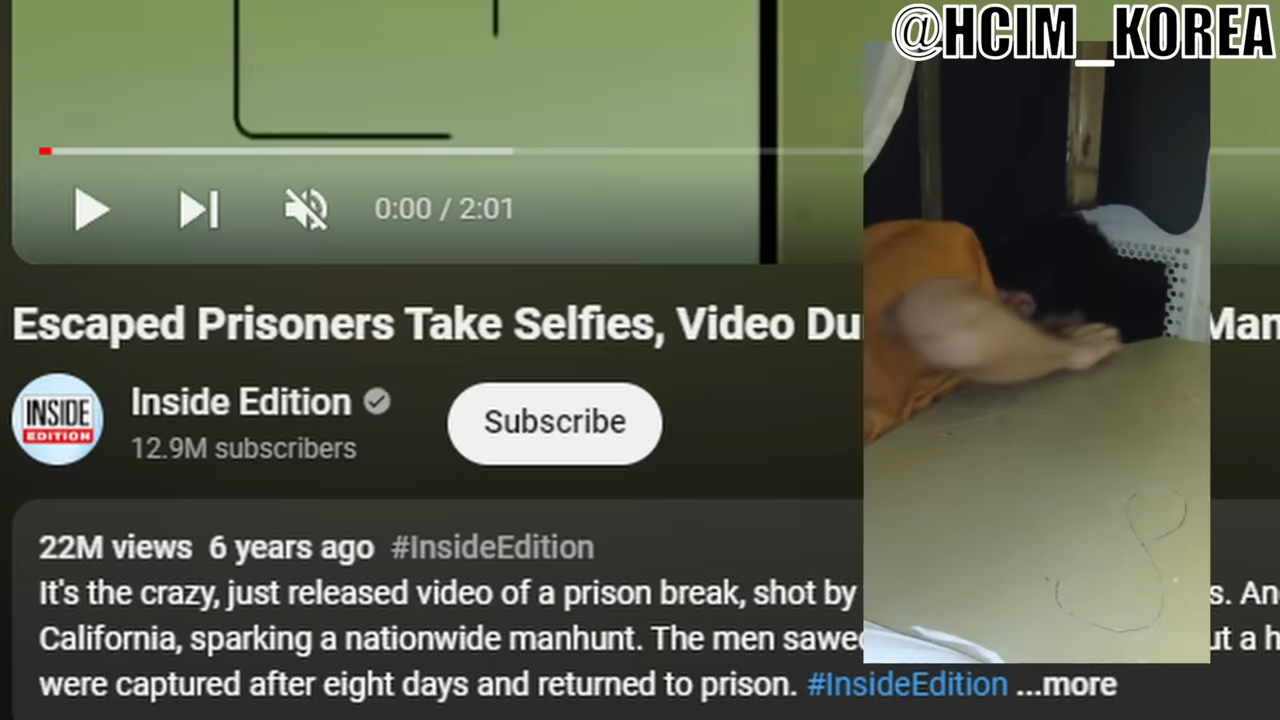 @HCIM_KOREA
0:00 / 2:01
Escaped Prisoners Take Selfies, Video Du Man
INSIDE
EDITION
Inside Edition
12.9M subscribers
Subscribe
22M views 6 years ago #InsideEdition
It's the crazy, just released video of a prison break, shot by s. An
California, sparking a nationwide manhunt. The men sawe ut a h
were captured after eight days and returned to prison. #InsideEdition ...more